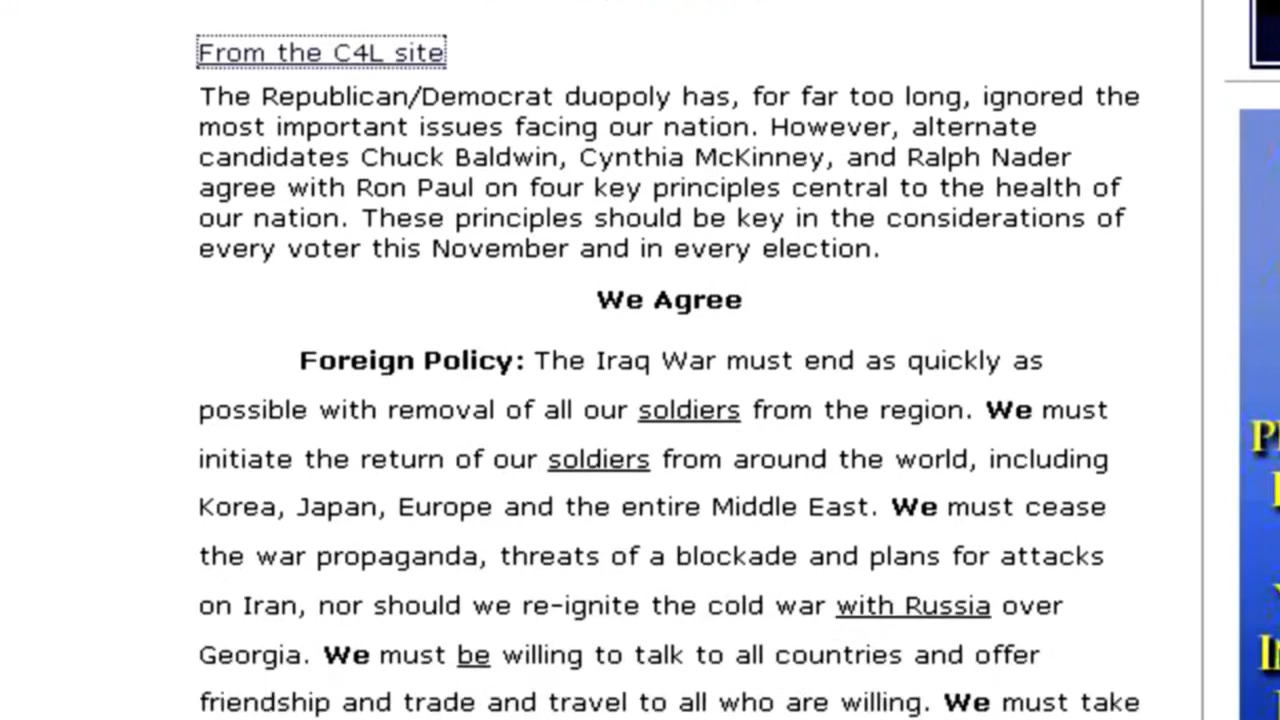 From the C4L site
The Republican/Democrat duopoly has, for far too long, ignored the
most important issues facing our nation. However, alternate
candidates Chuck Baldwin, Cynthia McKinney, and Ralph Nader
agree with Ron Paul on four key principles central to the health of
our nation. These principles should be key in the considerations of
every voter this November and in every election.
We Agree
Foreign Policy: The Iraq War must end as quickly as
possible with removal of all our soldiers from the region. We must
initiate the return of our soldiers from around the world, including
Korea, Japan, Europe and the entire Middle East. We must cease
the war propaganda, threats of a blockade and plans for attacks
on Iran, nor should we re-ignite the cold war with Russia over
Georgia. We must be willing to talk to all countries and offer
friendship and trade and travel to all who are willing. We must take